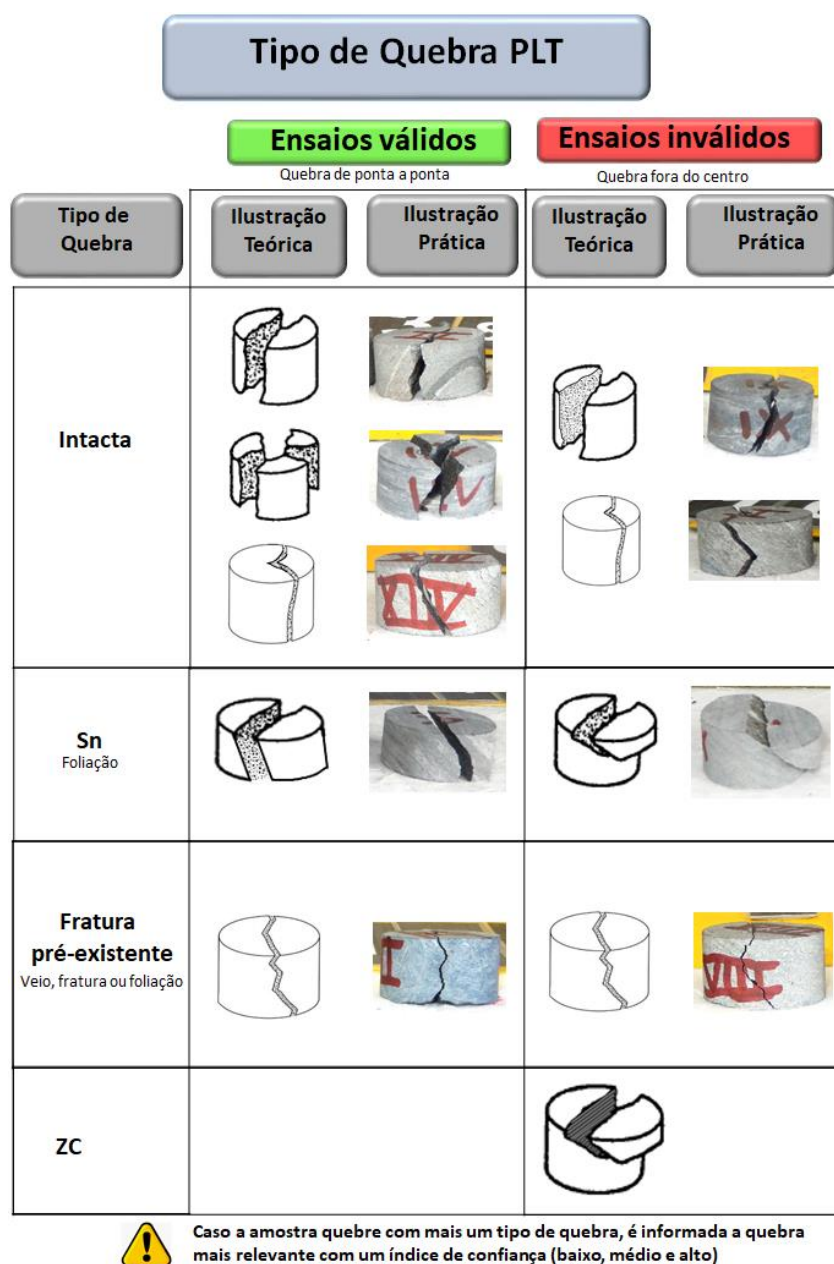 Tipo de Quebra PLT
Ensaios válidos
Ensaios inválidos
Quebra de ponta a ponta
Quebra fora do centro
Tipo de
Quebra
Ilustração
Teórica
Ilustração
Prática
Ilustração
Teórica
Ilustração
Prática
Intacta
XIV
Sn
Foliação
Fratura
pré-existente
Veio, fratura ou foliação
I
VIII
ZC
Caso a amostra quebre com mais um tipo de quebra, é informada a quebra
mais relevante com um índice de confiança (baixo, médio e alto)